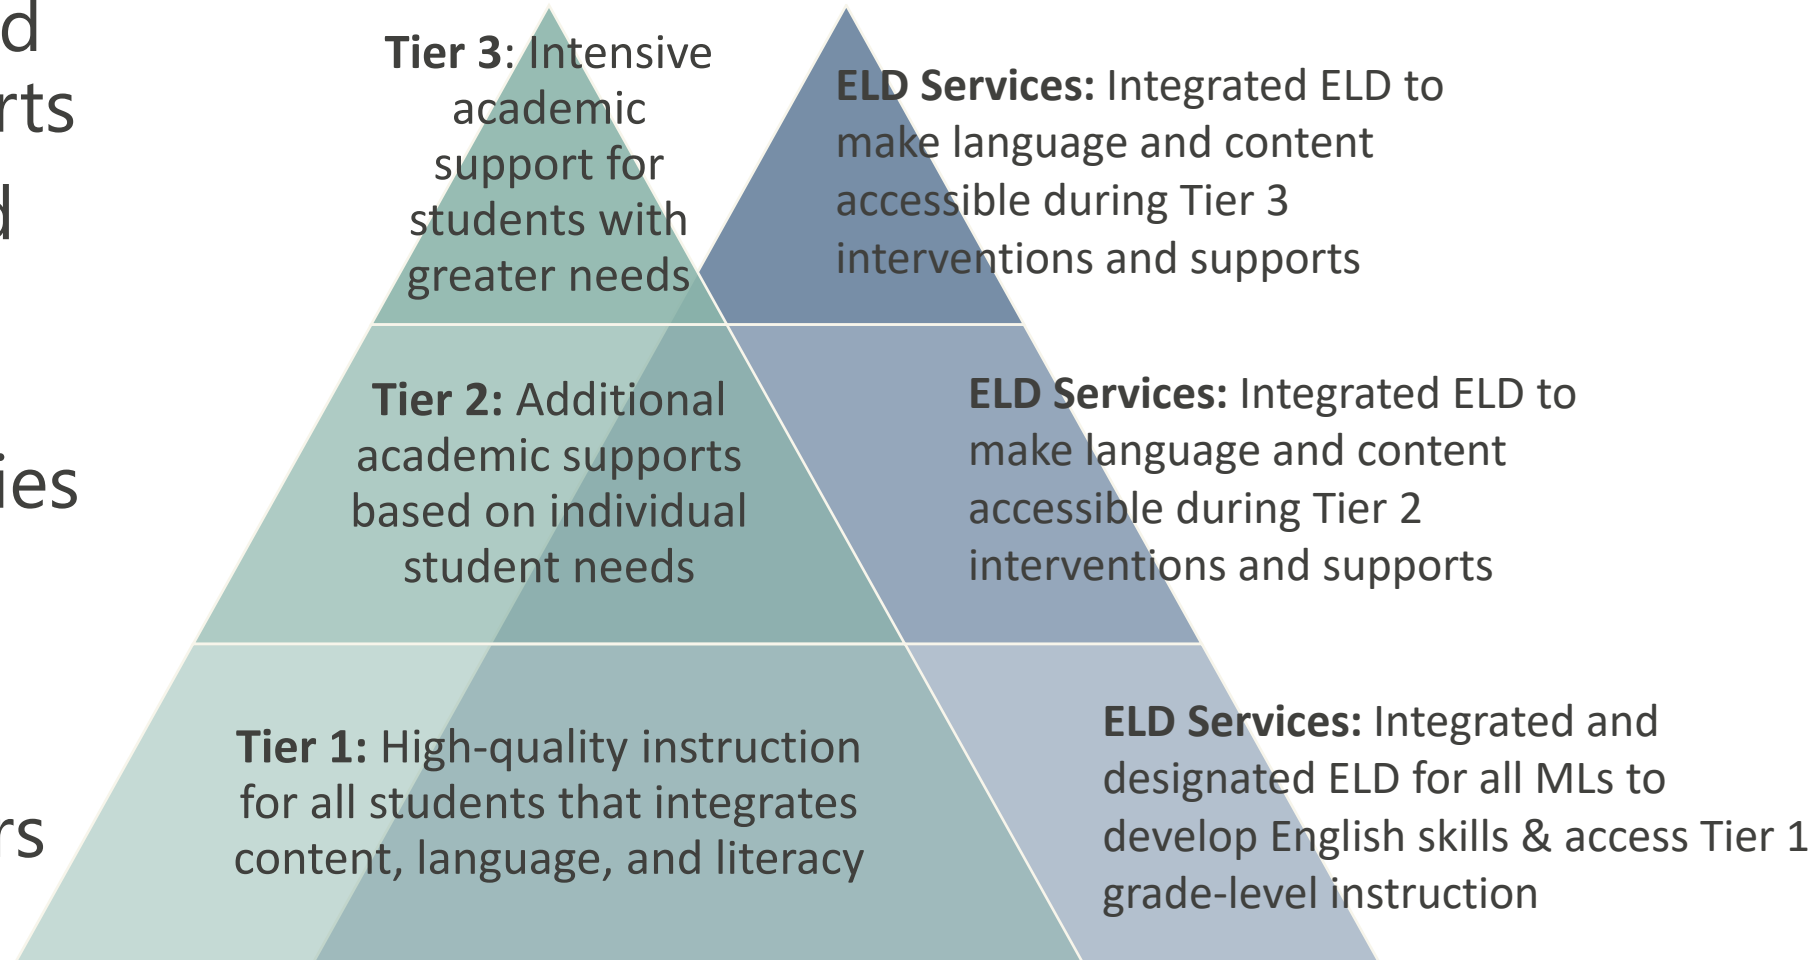 Tier 3: Intensive
academic
support for
students with
greater needs
ELD Services: Integrated ELD to
make language and content
accessible during Tier 3
interventions and supports
Tier 2: Additional
academic supports
based on individual
student needs
ELD Services: Integrated ELD to
make language and content
accessible during Tier 2
interventions and supports
Tier 1: High-quality instruction
for all students that integrates
content, language, and literacy
ELD Services: Integrated and
designated ELD for all MLs to
develop English skills & access Tier 1
grade-level instruction